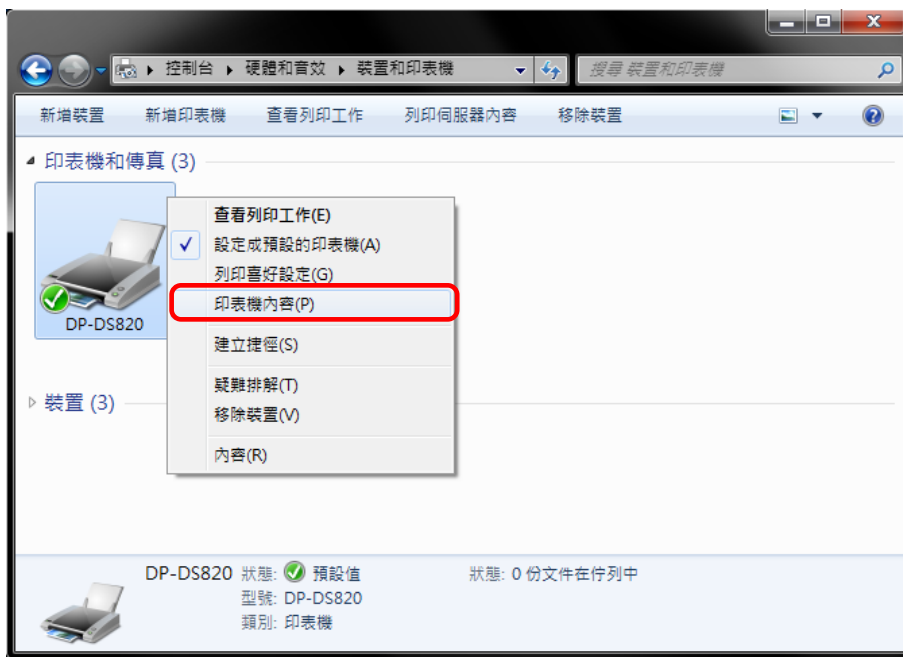 控制台 硬體和音效 裝置和印表機 搜尋 裝置和印表機
新增裝置 新增印表機 查看列印工作 列印伺服器內容 移除裝置
印表機和傳真 (3)
DP-DS820
查看列印工作(E)
設定成預設的印表機(A)
列印喜好設定(G)
印表機內容(P)
建立捷徑(S)
疑難排解(T)
移除裝置(V)
內容(R)
裝置 (3)
DP-DS820 狀態: 預設值 狀態: 0 份文件在佇列中
型號: DP-DS820
類別: 印表機